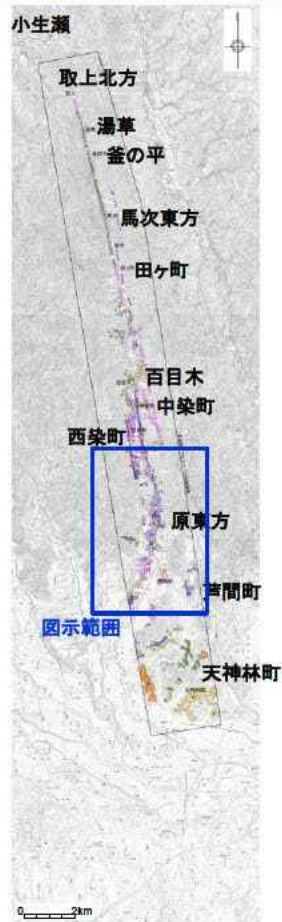 小生瀬
取上北方
湯草
釜の平
馬次東方
田ヶ町
百目木
中染町
西染町
原東方
芦間町
図示範囲
天神林町
0 2km